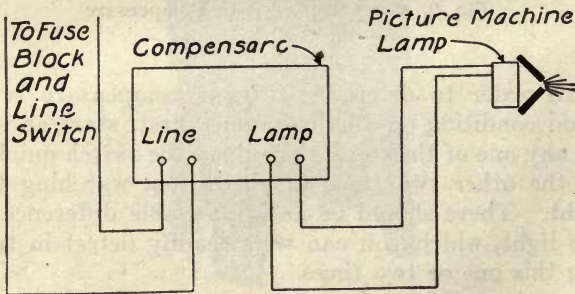 To Fuse
Block
and
Line
Switch
Compensarc
Picture Machine
Lamp
Line
Lamp